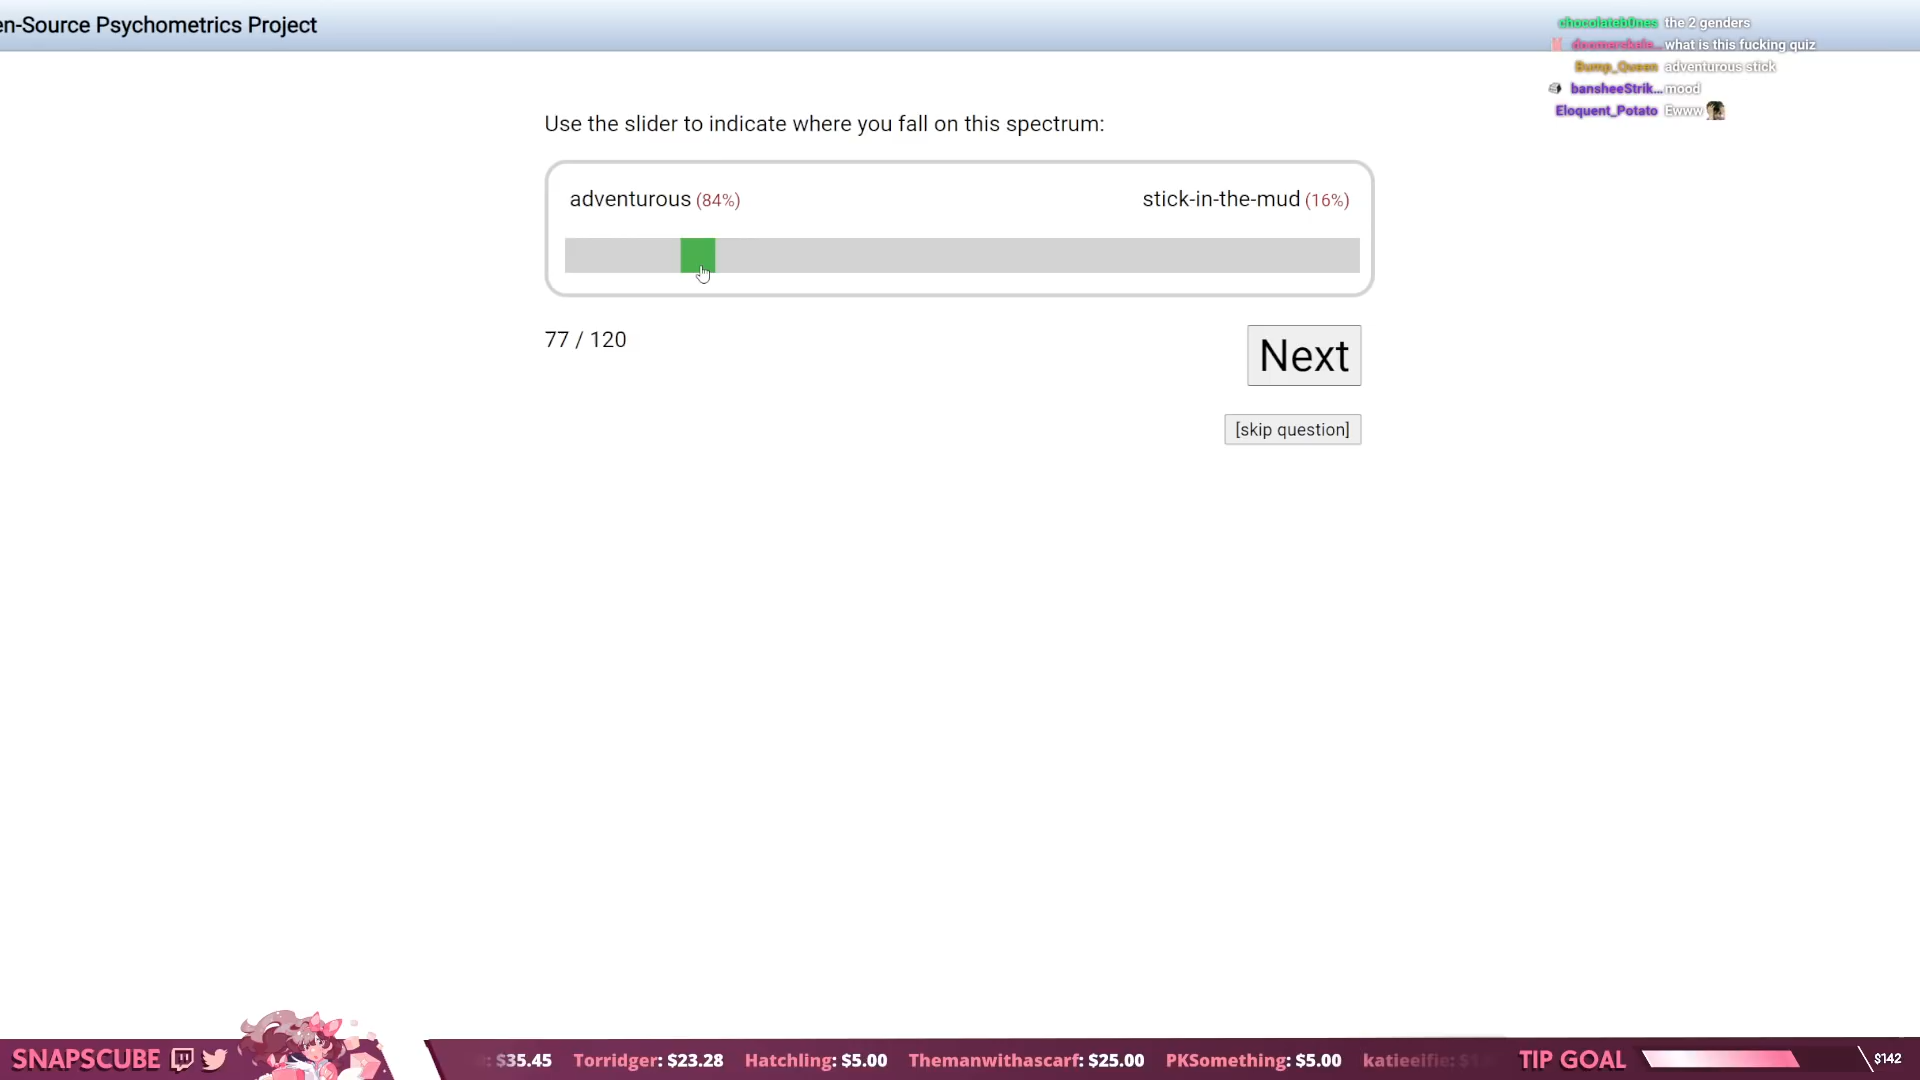 en-Source Psychometrics Project
chocolateb0nes the 2 genders
what is this fucking quiz
Bump_Queen adventurous stick
bansheeStrik... mood
Eloquent_Potato Ewww
Use the slider to indicate where you fall on this spectrum:
adventurous (84%) stick-in-the-mud (16%)
77 / 120
Next
[skip question]
SNAPSCUBE : $35.45 Torridger: $23.28 Hatchling: $5.00 Themanwithascarf: $25.00 PKSomething: $5.00 katieeifie: TIP GOAL $142